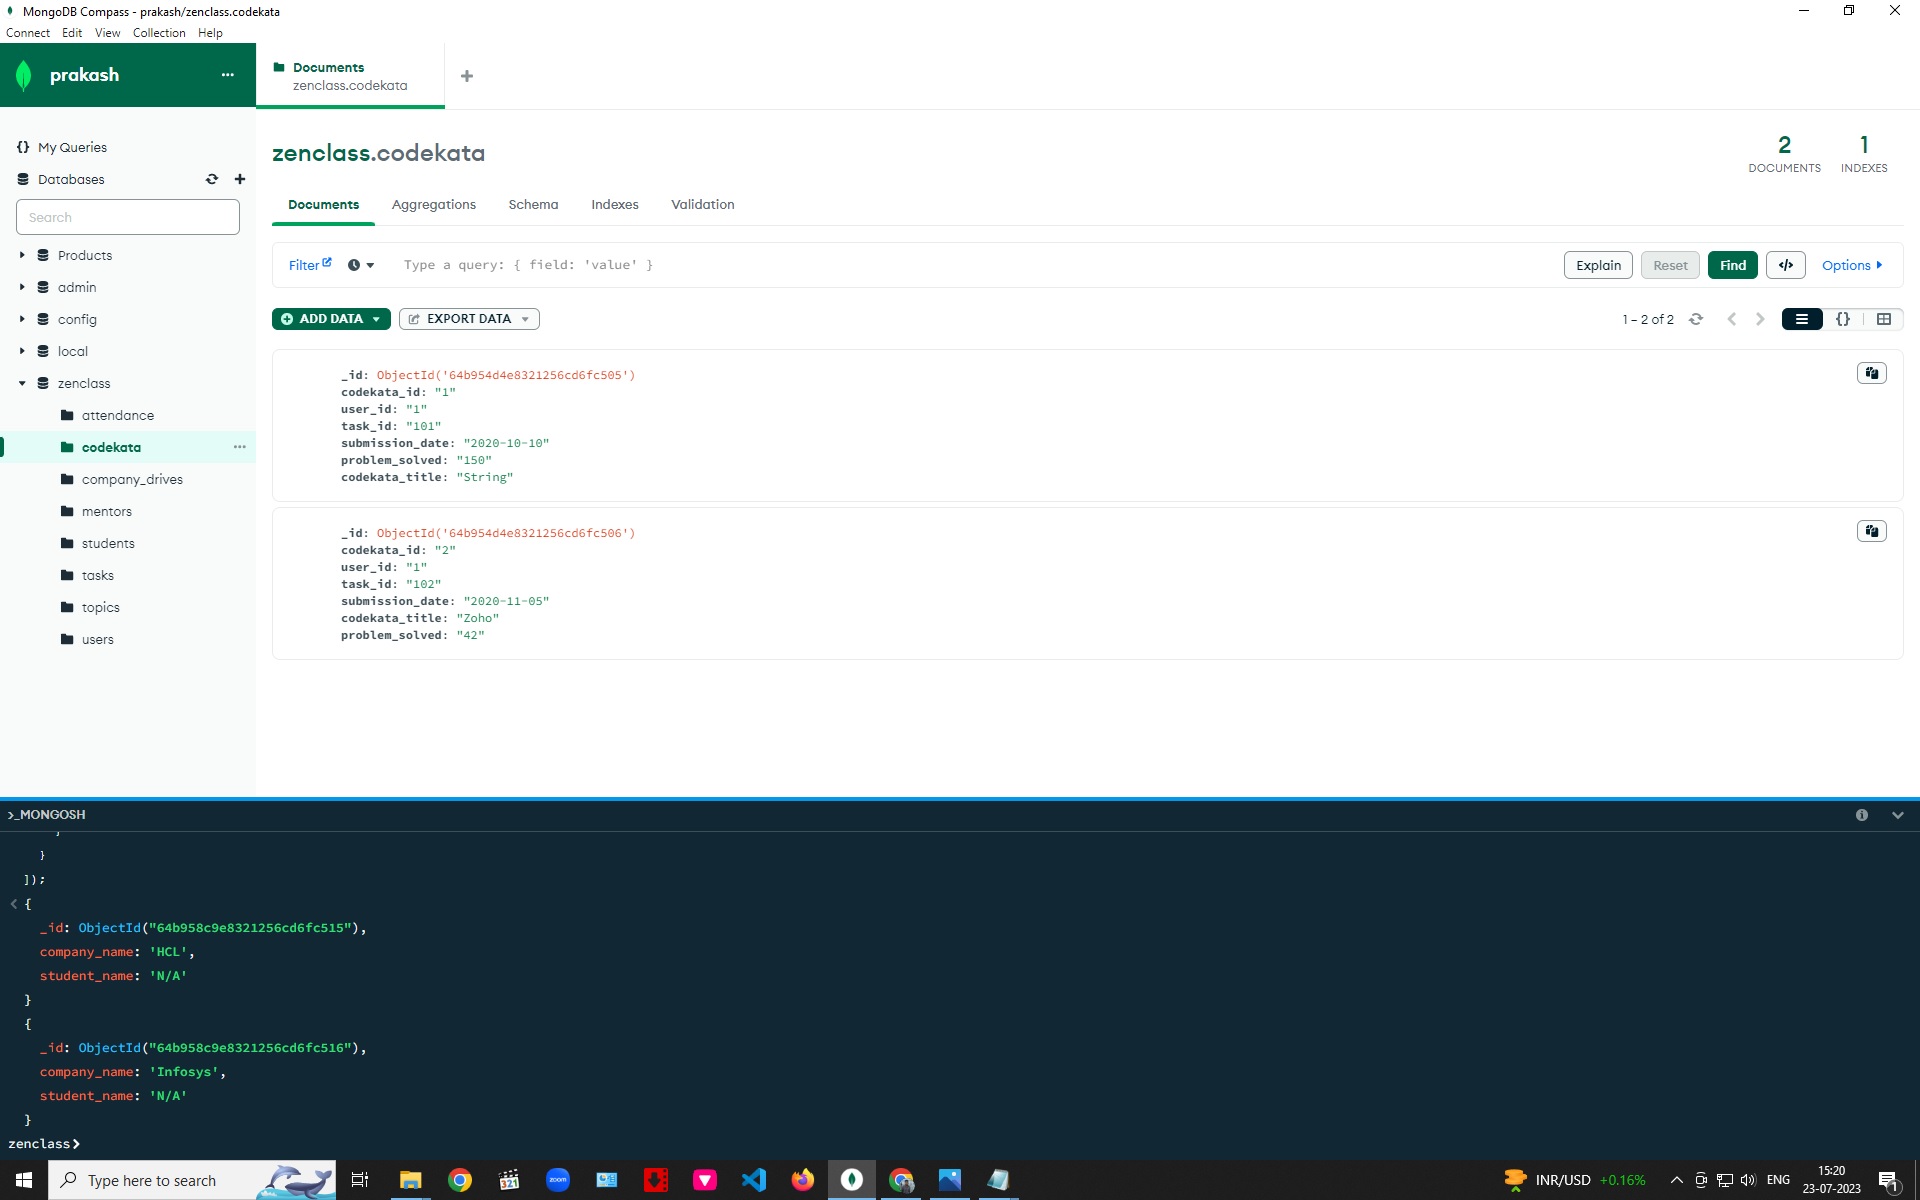 MongoDB Compass - prakash/zenclass.codekata
Connect Edit View Collection Help
prakash
Documents
zenclass.codekata
{} My Queries
Databases
Search
Products
admin
config
local
zenclass
attendance
codekata
company_drives
mentors
students
tasks
topics
users
zenclass.codekata
2
DOCUMENTS
1
INDEXES
Documents Aggregations Schema Indexes Validation
Filter Type a query: { field: 'value' } Explain Reset Find </> Options
ADD DATA EXPORT DATA 1 – 2 of 2 {}
_id: ObjectId('64b954d4e8321256cd6fc505')
codekata_id: "1"
user_id: "1"
task_id: "101"
submission_date: "2020-10-10"
problem_solved: "150"
codekata_title: "String"
_id: ObjectId('64b954d4e8321256cd6fc506')
codekata_id: "2"
user_id: "1"
task_id: "102"
submission_date: "2020-11-05"
codekata_title: "Zoho"
problem_solved: "42"
>_MONGOSH
}
}
]);
< {
_id: ObjectId("64b958c9e8321256cd6fc515"),
company_name: 'HCL',
student_name: 'N/A'
}
{
_id: ObjectId("64b958c9e8321256cd6fc516"),
company_name: 'Infosys',
student_name: 'N/A'
}
zenclass>
Type here to search 321 zoom INR/USD +0.16% ENG 15:20
23-07-2023 1